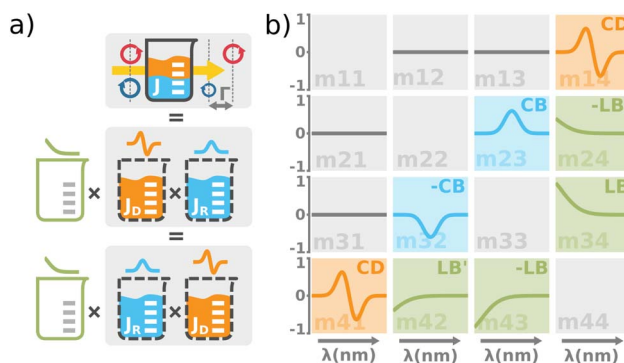 a)
J
Γ
=
× J_D × J_R
=
× J_R × J_D
b)
1 CD
0
-1 m11 m12 m13 m14
1 CB -LB
0
-1 m21 m22 m23 m24
1 -CB LB
0
-1 m31 m32 m33 m34
1 CD LB' -LB
0
-1 m41 m42 m43 m44
λ(nm) λ(nm) λ(nm) λ(nm)